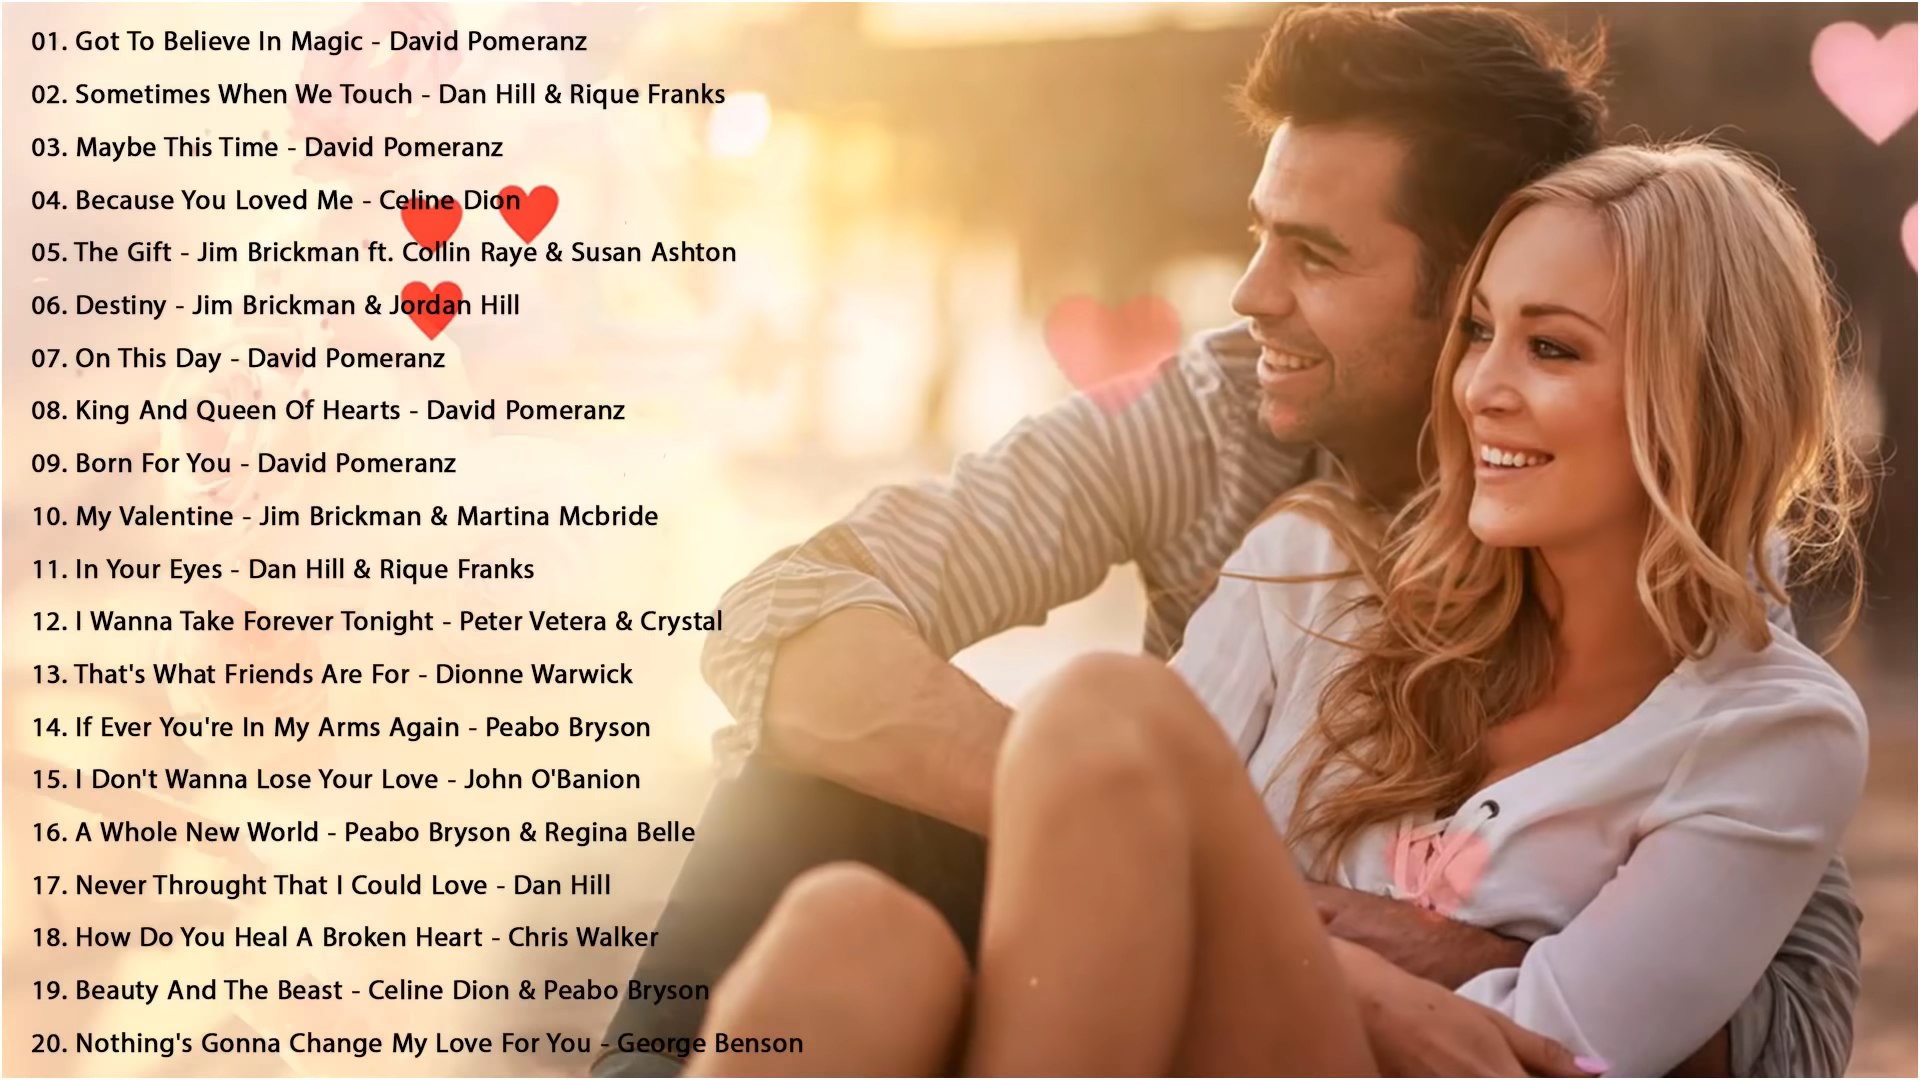 01. Got To Believe In Magic - David Pomeranz
02. Sometimes When We Touch - Dan Hill & Rique Franks
03. Maybe This Time - David Pomeranz
04. Because You Loved Me - Celine Dion
05. The Gift - Jim Brickman ft. Collin Raye & Susan Ashton
06. Destiny - Jim Brickman & Jordan Hill
07. On This Day - David Pomeranz
08. King And Queen Of Hearts - David Pomeranz
09. Born For You - David Pomeranz
10. My Valentine - Jim Brickman & Martina Mcbride
11. In Your Eyes - Dan Hill & Rique Franks
12. I Wanna Take Forever Tonight - Peter Vetera & Crystal
13. That's What Friends Are For - Dionne Warwick
14. If Ever You're In My Arms Again - Peabo Bryson
15. I Don't Wanna Lose Your Love - John O'Banion
16. A Whole New World - Peabo Bryson & Regina Belle
17. Never Throught That I Could Love - Dan Hill
18. How Do You Heal A Broken Heart - Chris Walker
19. Beauty And The Beast - Celine Dion & Peabo Bryson
20. Nothing's Gonna Change My Love For You - George Benson